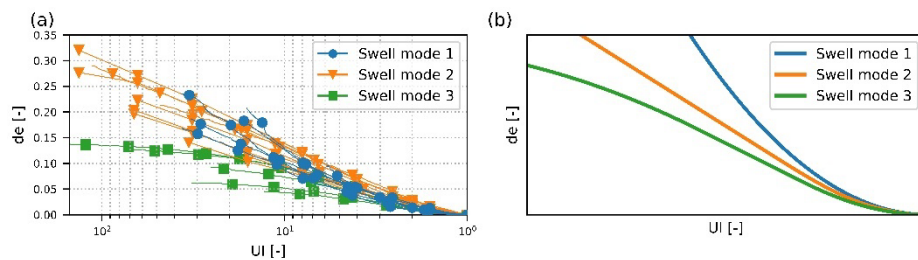 (a)
0.35
0.30
0.25
0.20
0.15
0.10
0.05
0.00
de [-]
Swell mode 1
Swell mode 2
Swell mode 3
10²
10¹
10⁰
UI [-]
(b)
de [-]
Swell mode 1
Swell mode 2
Swell mode 3
UI [-]